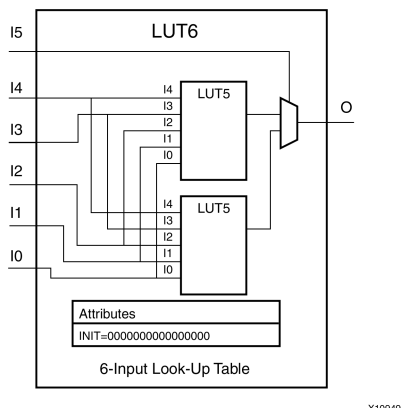 LUT6
I5
I4
I3
I2
I1
I0
I4
I3
I2
I1
I0
LUT5
I4
I3
I2
I1
I0
LUT5
O
Attributes
INIT=0000000000000000
6-Input Look-Up Table